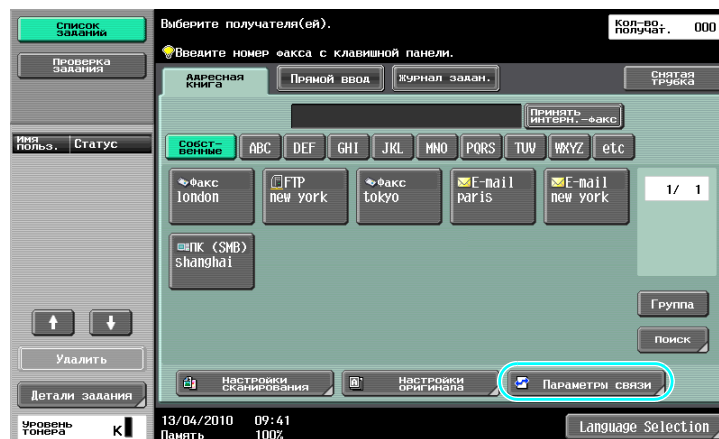 Список
заданий
Проверка
задания
Имя
польз.
Статус
Удалить
Детали задания
Уровень
тонера
K
Выберите получателя(ей).
Введите номер факса с клавишной панели.
Кол-во.
получат.
000
Адресная
книга
Прямой ввод
Журнал задан.
Снятая
трубка
Принять
интерн.-факс
Собст-
венные
ABC
DEF
GHI
JKL
MNO
PQRS
TUV
WXYZ
etc
Факс
london
FTP
new york
Факс
tokyo
E-mail
paris
E-mail
new york
1/ 1
ПК (SMB)
shanghai
Группа
Поиск
Настройки
сканирования
Настройки
оригинала
Параметры связи
13/04/2010 09:41
Память 100%
Language Selection